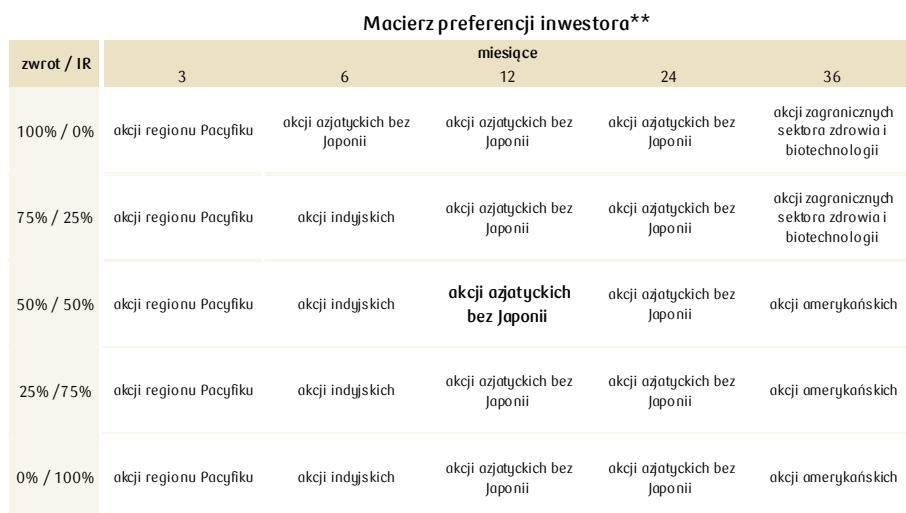 Macierz preferencji inwestora**
zwrot / IR
miesiące
3 6 12 24 36
100% / 0%
akcji regionu Pacyfiku
akcji azjatyckich bez
Japonii
akcji azjatyckich bez
Japonii
akcji azjatyckich bez
Japonii
akcji zagranicznych
sektora zdrowia i
biotechnologii
75% / 25%
akcji regionu Pacyfiku
akcji indyjskich
akcji azjatyckich bez
Japonii
akcji azjatyckich bez
Japonii
akcji zagranicznych
sektora zdrowia i
biotechnologii
50% / 50%
akcji regionu Pacyfiku
akcji indyjskich
akcji azjatyckich
bez Japonii
akcji azjatyckich bez
Japonii
akcji amerykańskich
25% /75%
akcji regionu Pacyfiku
akcji indyjskich
akcji azjatyckich bez
Japonii
akcji azjatyckich bez
Japonii
akcji amerykańskich
0% / 100%
akcji regionu Pacyfiku
akcji indyjskich
akcji azjatyckich bez
Japonii
akcji azjatyckich bez
Japonii
akcji amerykańskich